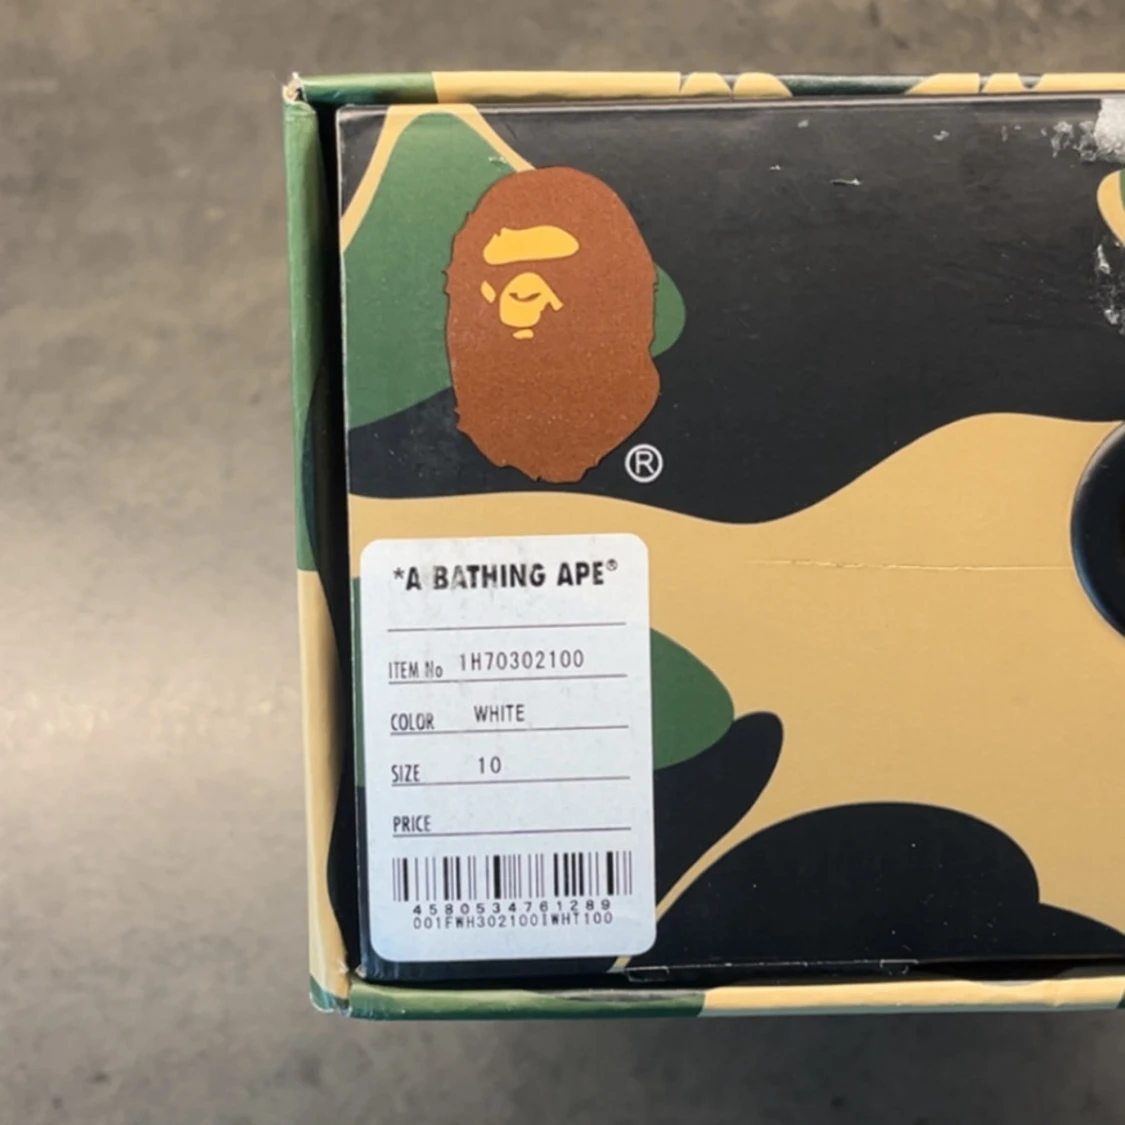 ®
*A BATHING APE®
ITEM No 1H70302100
COLOR WHITE
SIZE 10
PRICE
4580534761289
001FWH302100IWHT100